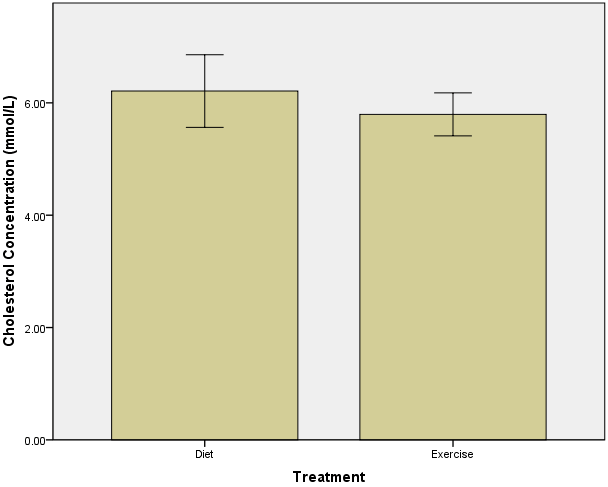 Cholesterol Concentration (mmol/L)
6.00
4.00
2.00
0.00
Diet
Exercise
Treatment